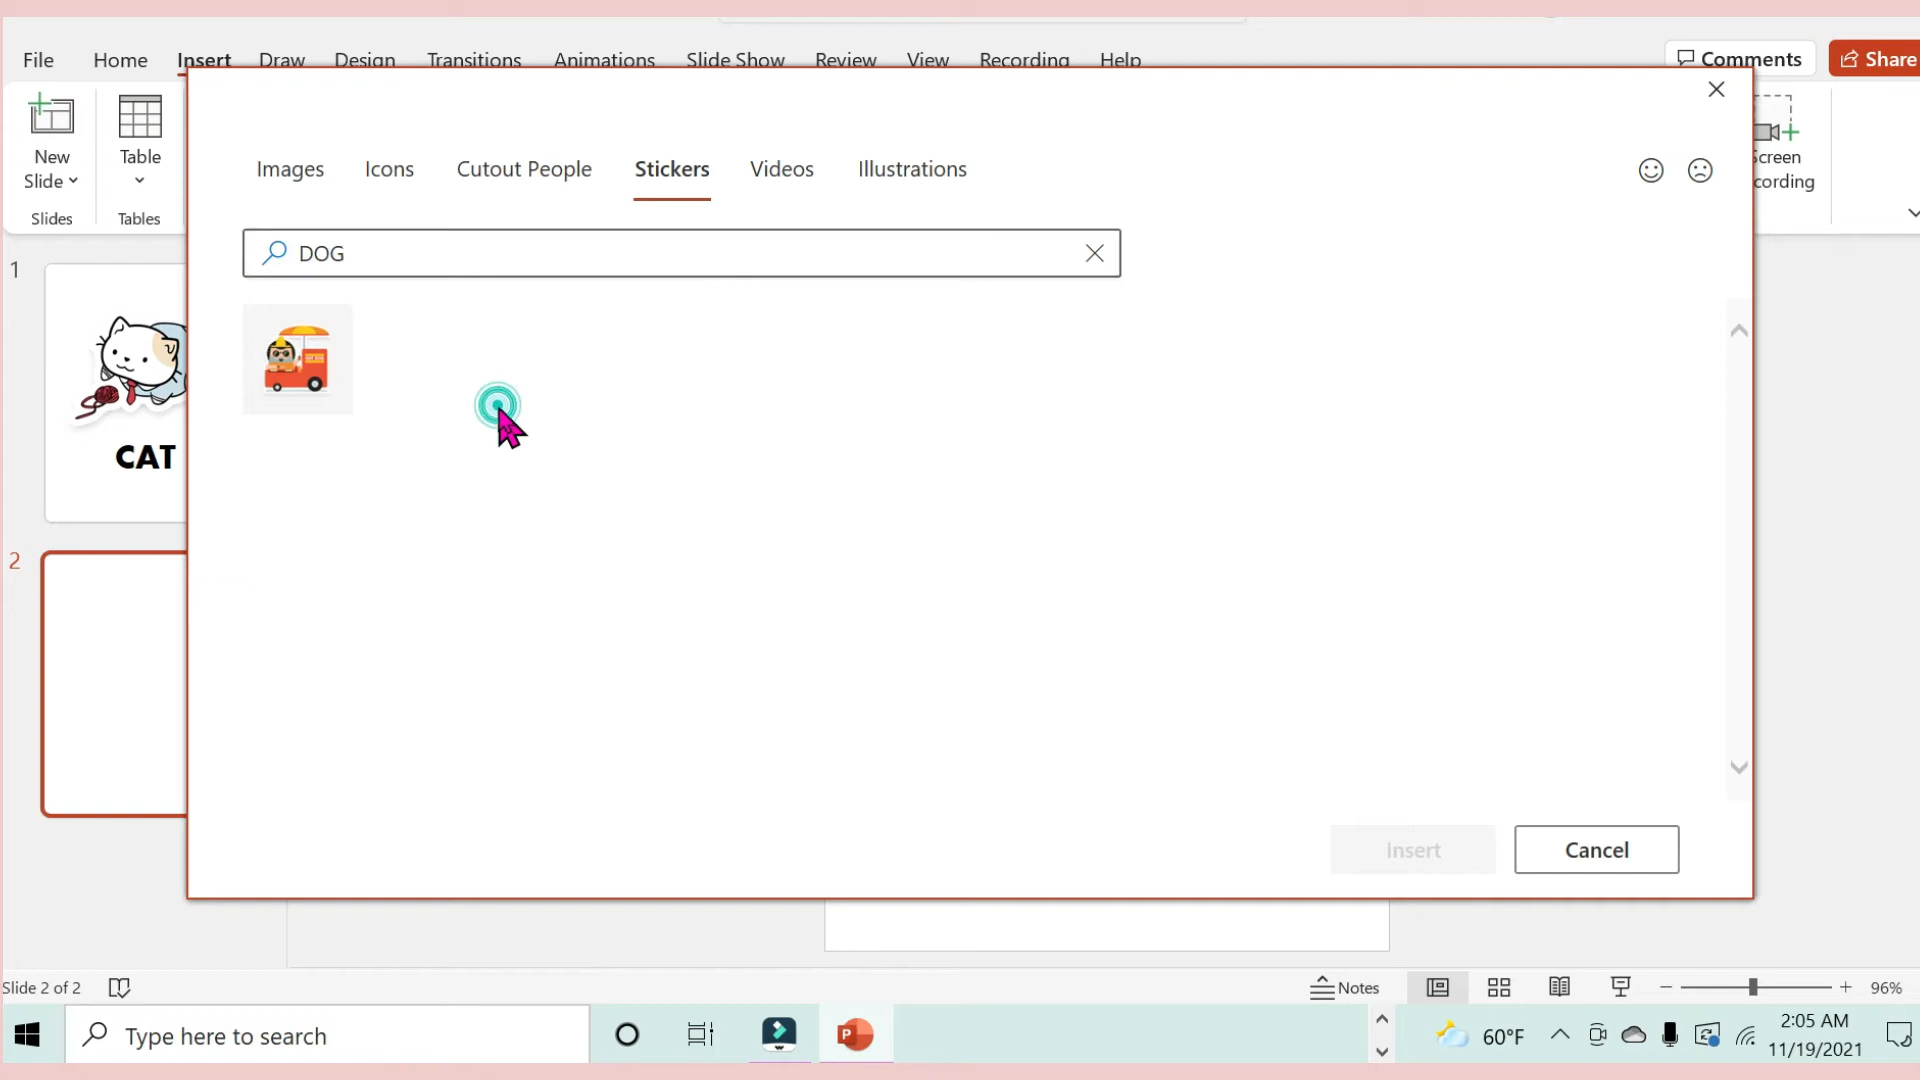 File Home Insert Draw Design Transitions Animations Slide Show Review View Recording Help Comments Share
New Slide
Slides
Table
Tables
Images Icons Cutout People Stickers Videos Illustrations
Screen
cording
DOG
1
CAT
2
Insert Cancel
Slide 2 of 2 Notes 96%
Type here to search
60°F
2:05 AM
11/19/2021